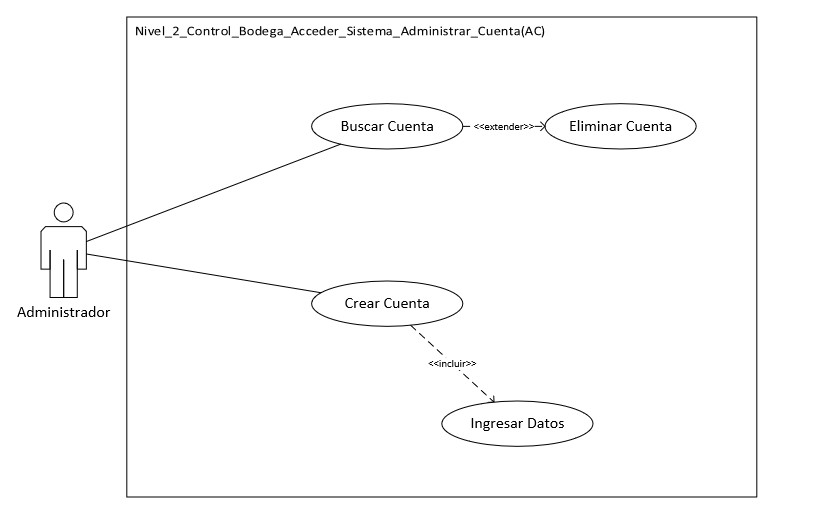 Nivel_2_Control_Bodega_Acceder_Sistema_Administrar_Cuenta(AC)
Buscar Cuenta
<<extender>>
Eliminar Cuenta
Administrador
Crear Cuenta
<<incluir>>
Ingresar Datos